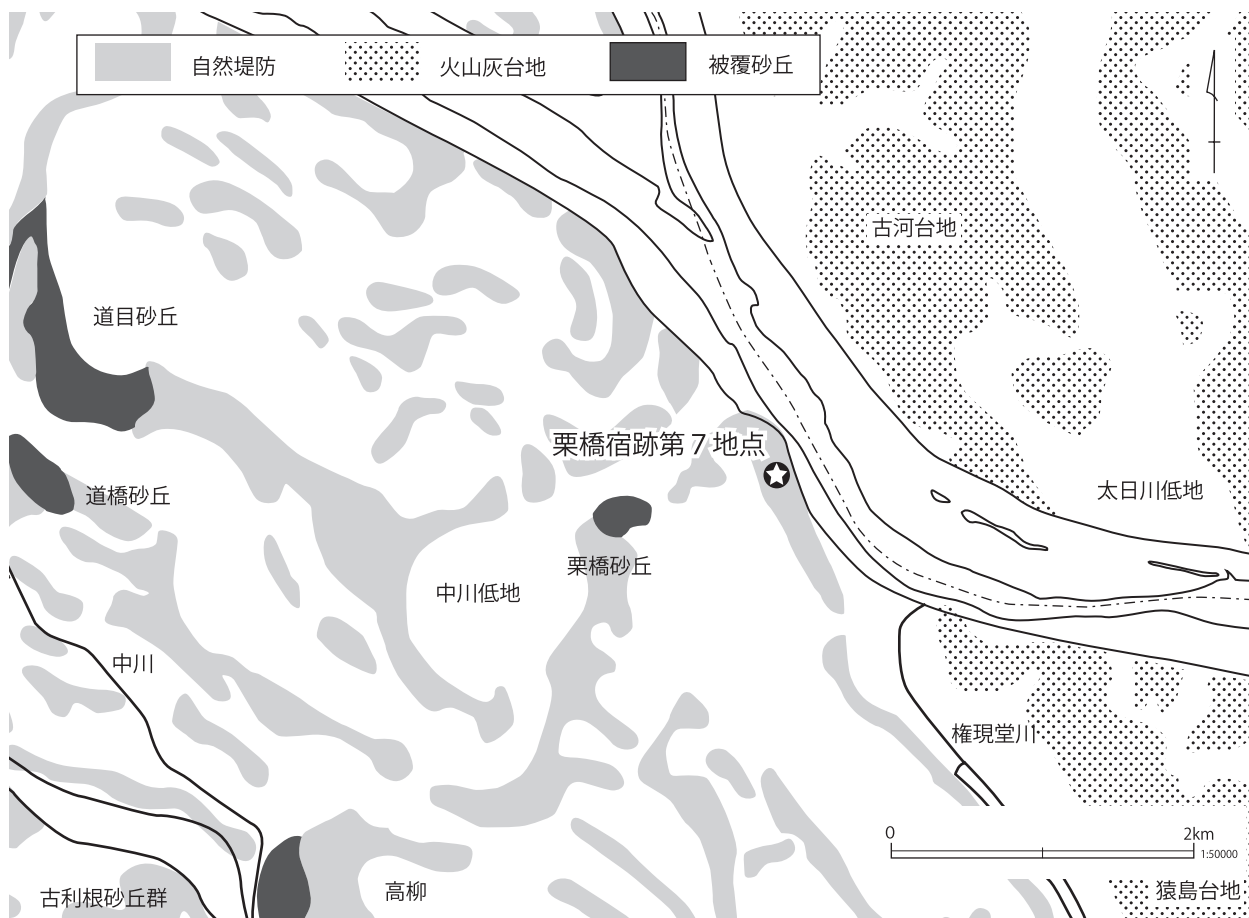 自然堤防
火山灰台地
被覆砂丘
古河台地
道目砂丘
栗橋宿跡第7地点
道橋砂丘
太日川低地
栗橋砂丘
中川低地
中川
権現堂川
0
2km
1:50000
古利根砂丘群
高柳
猿島台地